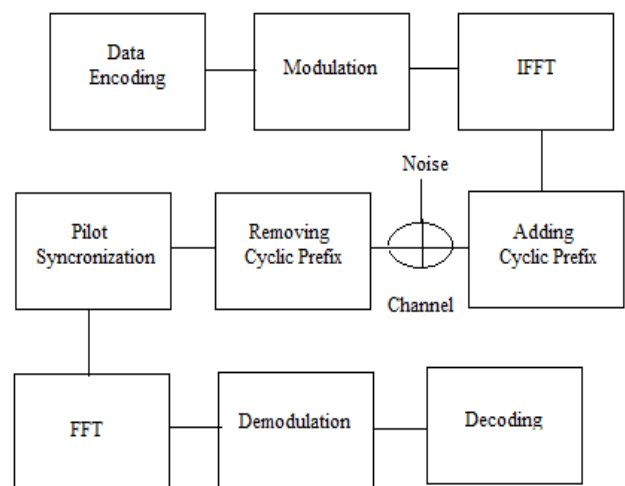 Data
Encoding
Modulation
IFFT
Noise
Pilot
Syncronization
Removing
Cyclic Prefix
Adding
Cyclic Prefix
Channel
FFT
Demodulation
Decoding